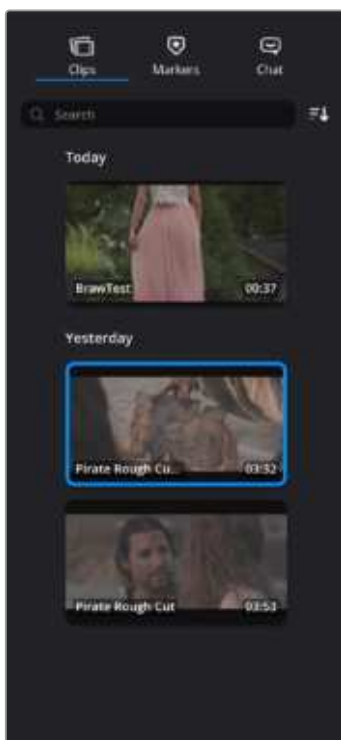 Clips Markers Chat
Search
Today
BrawTest 00:37
Yesterday
Pirate Rough Cu... 03:32
Pirate Rough Cut 03:53